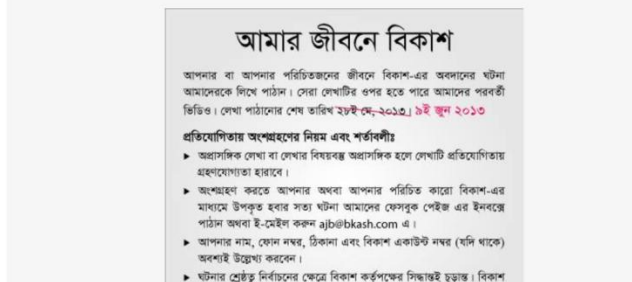 আমার জীবনে বিকাশ
আপনার বা আপনার পরিচিতজনের জীবনে বিকাশ-এর অবদানের ঘটনা
আমাদেরকে লিখে পাঠান। সেরা লেখাটির ওপর হতে পারে আমাদের পরবর্তী
ভিডিও। লেখা পাঠানোর শেষ তারিখ ২৮ই মে, ২০১৩। ৯ই জুন ২০১৩
প্রতিযোগিতায় অংশগ্রহণের নিয়ম এবং শর্তাবলীঃ
▶ অপ্রাসঙ্গিক লেখা বা লেখার বিষয়বস্তু অপ্রাসঙ্গিক হলে লেখাটি প্রতিযোগিতায়
গ্রহণযোগ্যতা হারাবে।
▶ অংশগ্রহণ করতে আপনার অথবা আপনার পরিচিত কারো বিকাশ-এর
মাধ্যমে উপকৃত হবার সত্য ঘটনা আমাদের ফেসবুক পেইজ এর ইনবক্সে
পাঠান অথবা ই-মেইল করুন ajb@bkash.com এ।
▶ আপনার নাম, ফোন নম্বর, ঠিকানা এবং বিকাশ একাউন্ট নম্বর (যদি থাকে)
অবশ্যই উল্লেখ্য করবেন।
▶ ঘটনার শ্রেষ্ঠত্ব নির্বাচনের ক্ষেত্রে বিকাশ কর্তৃপক্ষের সিদ্ধান্তই চূড়ান্ত। বিকাশ